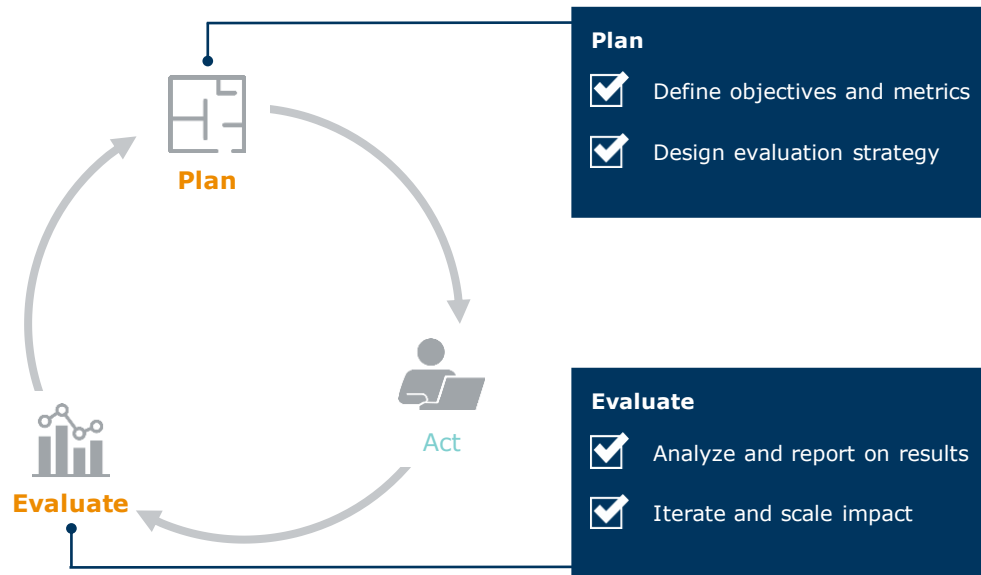 Plan
Define objectives and metrics
Design evaluation strategy
Plan
Act
Evaluate
Evaluate
Analyze and report on results
Iterate and scale impact